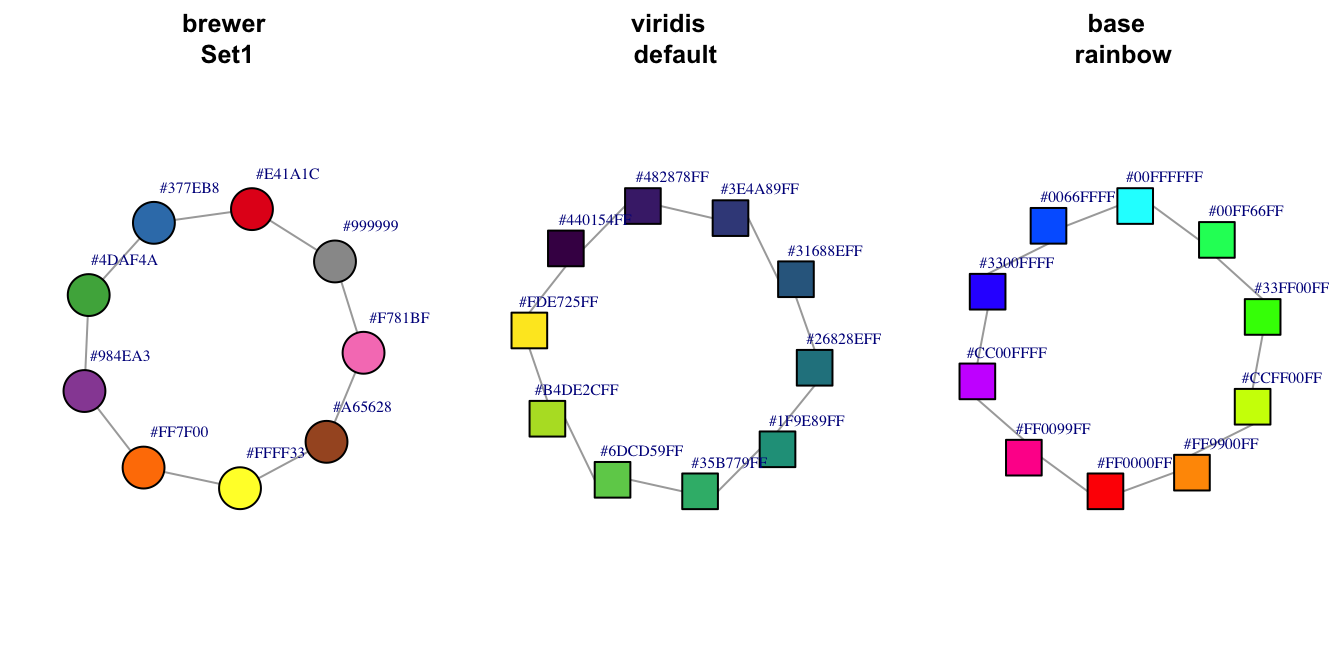 brewer
Set1
viridis
default
base
rainbow
#E41A1C
#377EB8
#999999
#4DAF4A
#F781BF
#984EA3
#A65628
#FF7F00
#FFFF33
#482878FF
#3E4A89FF
#440154FF
#31688EFF
#FDE725FF
#26828EFF
#B4DE2CFF
#1F9E89FF
#6DCD59FF
#35B779FF
#00FFFFFF
#0066FFFF
#00FF66FF
#3300FFFF
#33FF00FF
#CC00FFFF
#CCFF00FF
#FF0099FF
#FF9900FF
#FF0000FF